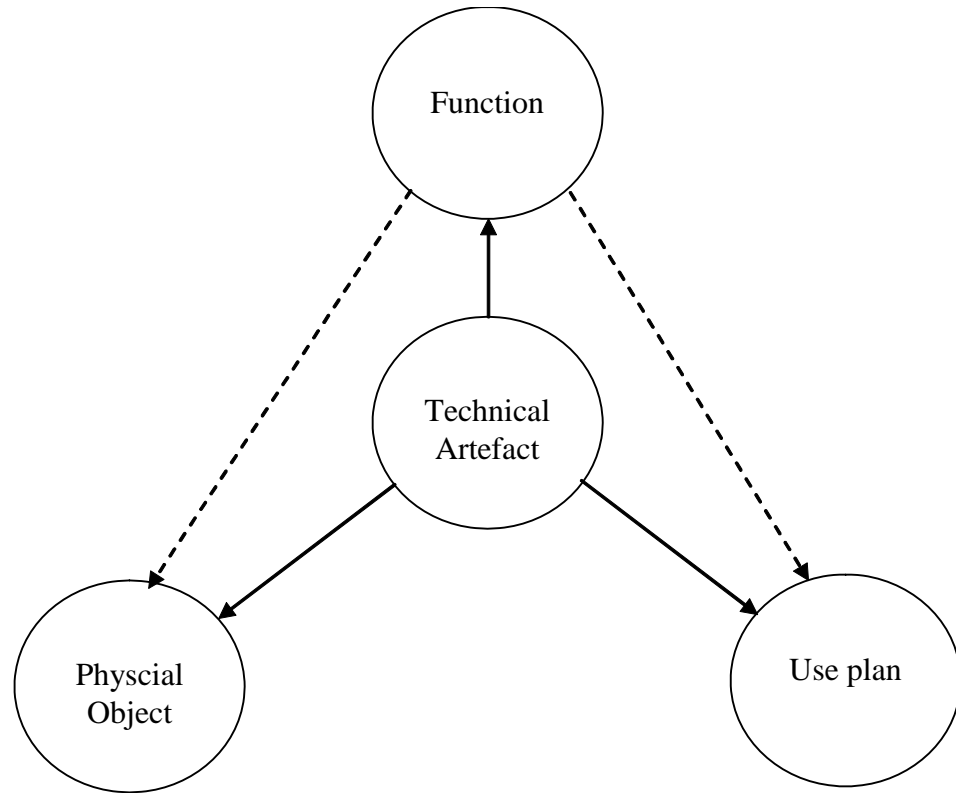 Function
Technical
Artefact
Physcial
Object
Use plan